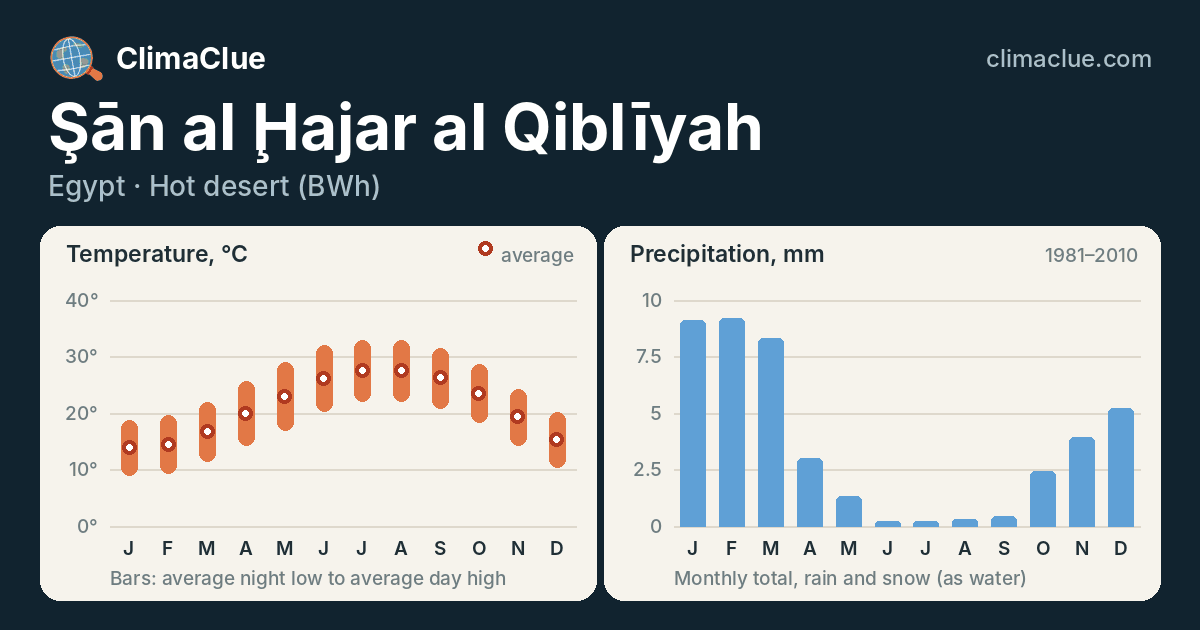 ClimaClue
climaclue.com
Şān al Ḩajar al Qiblīyah
Egypt · Hot desert (BWh)
Temperature, °C
average
40°
30°
20°
10°
0°
J F M A M J J A S O N D
Bars: average night low to average day high
Precipitation, mm
1981–2010
10
7.5
5
2.5
0
J F M A M J J A S O N D
Monthly total, rain and snow (as water)